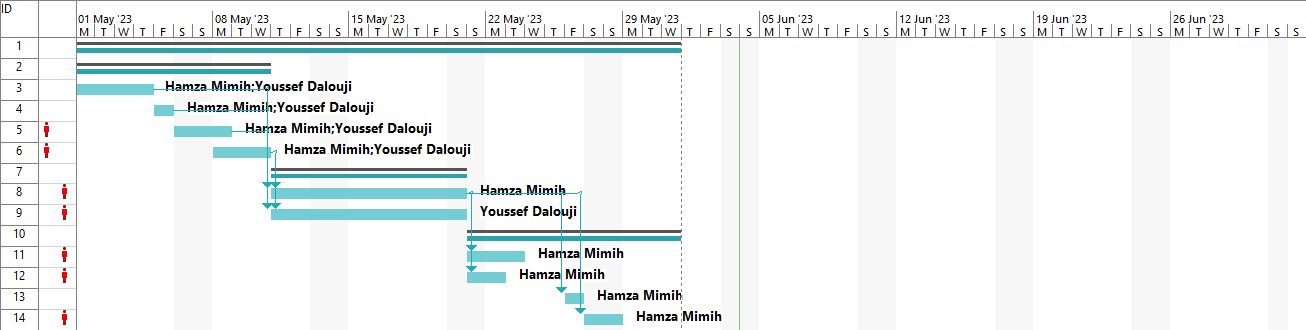 ID
01 May '23 08 May '23 15 May '23 22 May '23 29 May '23 05 Jun '23 12 Jun '23 19 Jun '23 26 Jun '23
M T W T F S S M T W T F S S M T W T F S S M T W T F S S M T W T F S S M T W T F S S M T W T F S S M T W T F S S M T W T F S S
1
2
3 Hamza Mimih;Youssef Dalouji
4 Hamza Mimih;Youssef Dalouji
5 Hamza Mimih;Youssef Dalouji
6 Hamza Mimih;Youssef Dalouji
7
8 Hamza Mimih
9 Youssef Dalouji
10
11 Hamza Mimih
12 Hamza Mimih
13 Hamza Mimih
14 Hamza Mimih